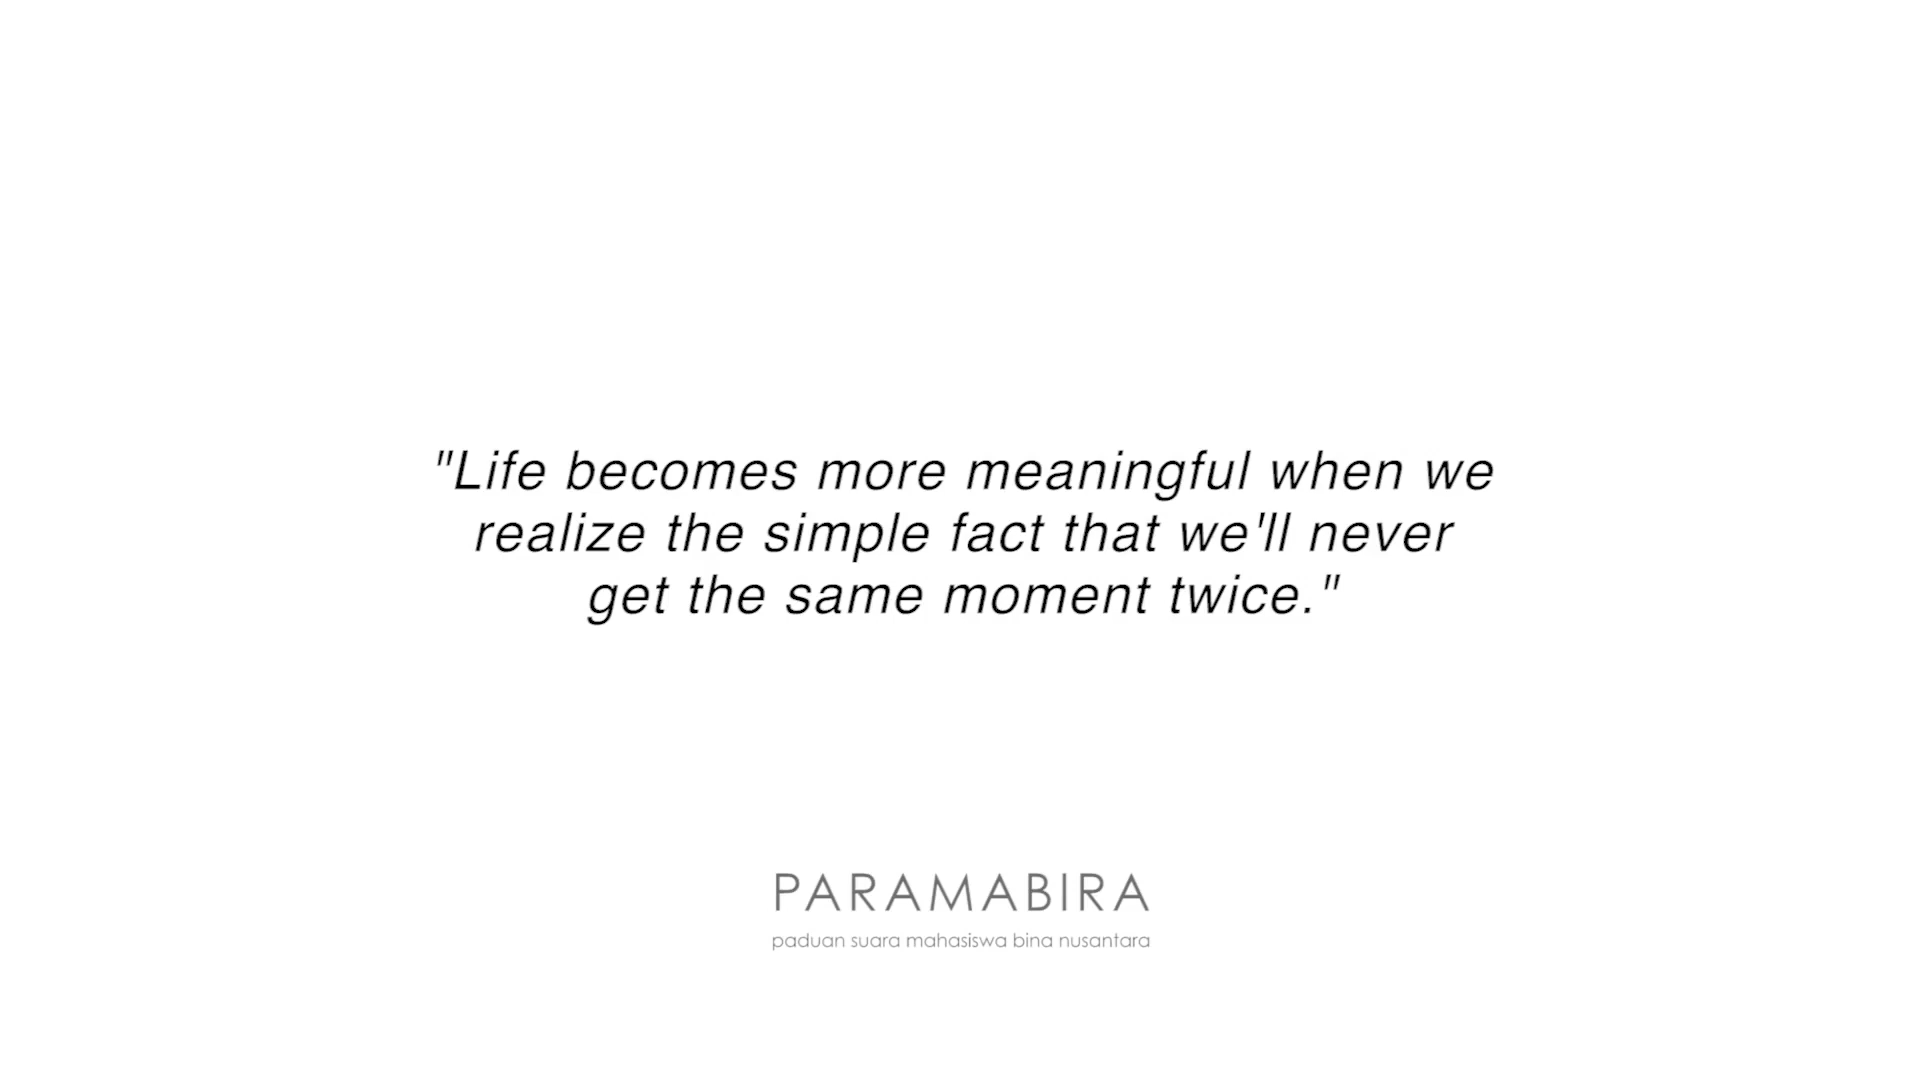 "Life becomes more meaningful when we
realize the simple fact that we'll never
get the same moment twice."
PARAMABIRA
paduan suara mahasiswa bina nusantara